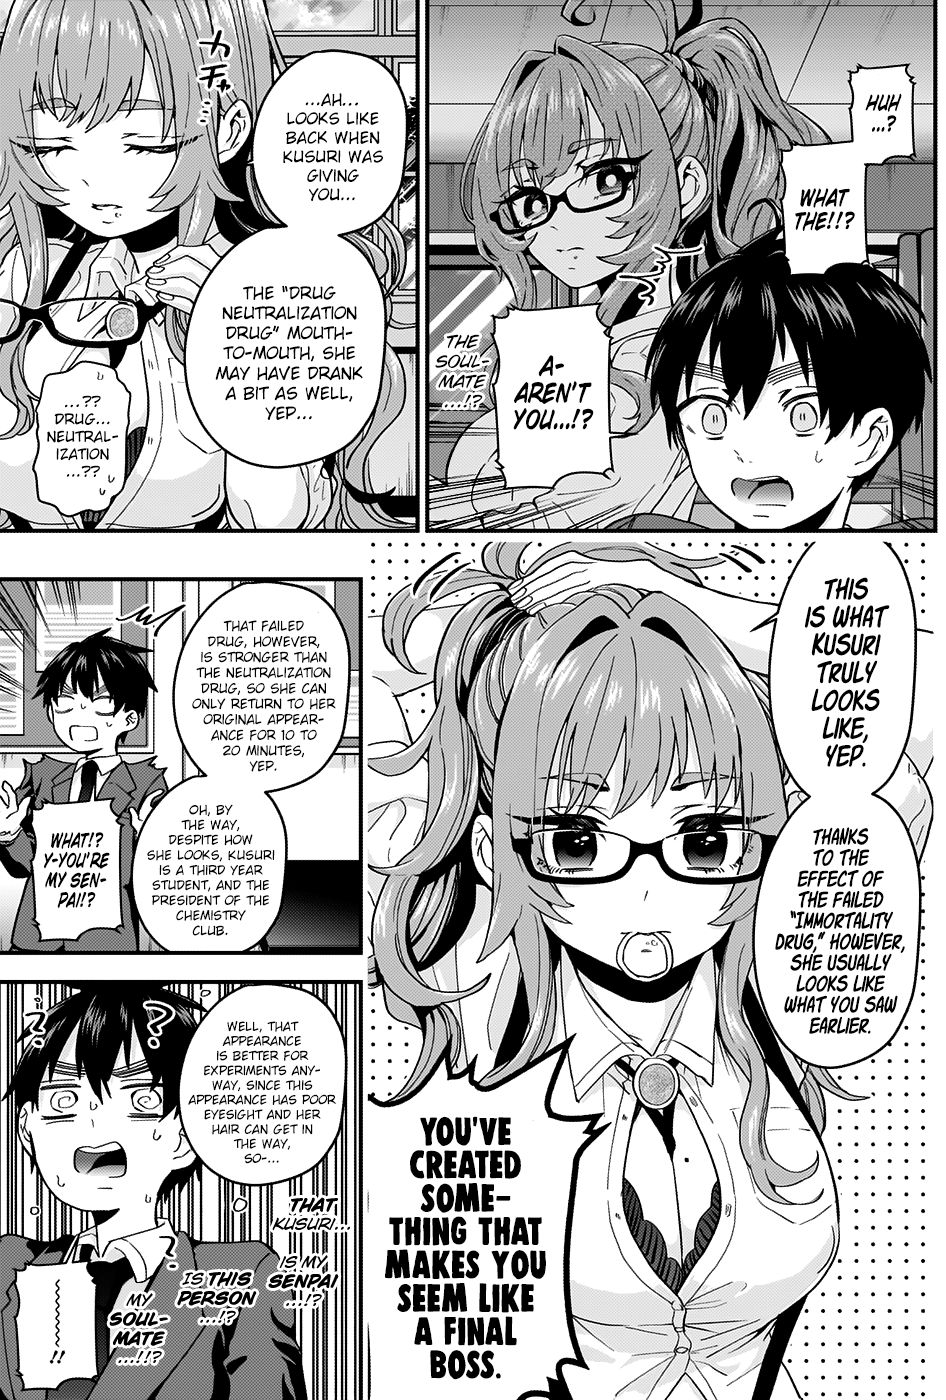 HUH
...?
WHAT
THE!!?
A-
AREN'T
YOU...!?
THE
SOUL-
MATE
....!?
キャ
...AH...
LOOKS LIKE
BACK WHEN
KUSURI WAS
GIVING
YOU...
THE "DRUG
NEUTRALIZATION
DRUG" MOUTH-
TO-MOUTH, SHE
MAY HAVE DRANK
A BIT AS WELL,
YEP...
...??
DRUG...
NEUTRAL-
IZATION
...??
THIS
IS WHAT
KUSURI
TRULY
LOOKS
LIKE,
YEP.
THANKS
TO THE
EFFECT OF
THE FAILED
"IMMORTALITY
DRUG," HOWEVER,
SHE USUALLY
LOOKS LIKE
WHAT YOU SAW
EARLIER.
YOU'VE
CREATED
SOME-
THING THAT
MAKES YOU
SEEM LIKE
A FINAL
BOSS.
THAT FAILED
DRUG, HOWEVER,
IS STRONGER THAN
THE NEUTRALIZATION
DRUG, SO SHE CAN
ONLY RETURN TO HER
ORIGINAL APPEAR-
ANCE FOR 10 TO
20 MINUTES,
YEP.
OH, BY
THE WAY,
DESPITE HOW
SHE LOOKS, KUSURI
IS A THIRD YEAR
STUDENT, AND THE
PRESIDENT OF THE
CHEMISTRY
CLUB.
WHAT!?
Y-YOU'RE
MY SEN-
PAI!?
WELL, THAT
APPEARANCE
IS BETTER FOR
EXPERIMENTS ANY-
WAY, SINCE THIS
APPEARANCE HAS POOR
EYESIGHT AND HER
HAIR CAN GET IN
THE WAY,
SO-...
?
?
THAT
KUSURI...
IS MY
SENPAI
...!?
IS THIS
PERSON
...!?
MY
SOUL-
MATE
...!!?
!!